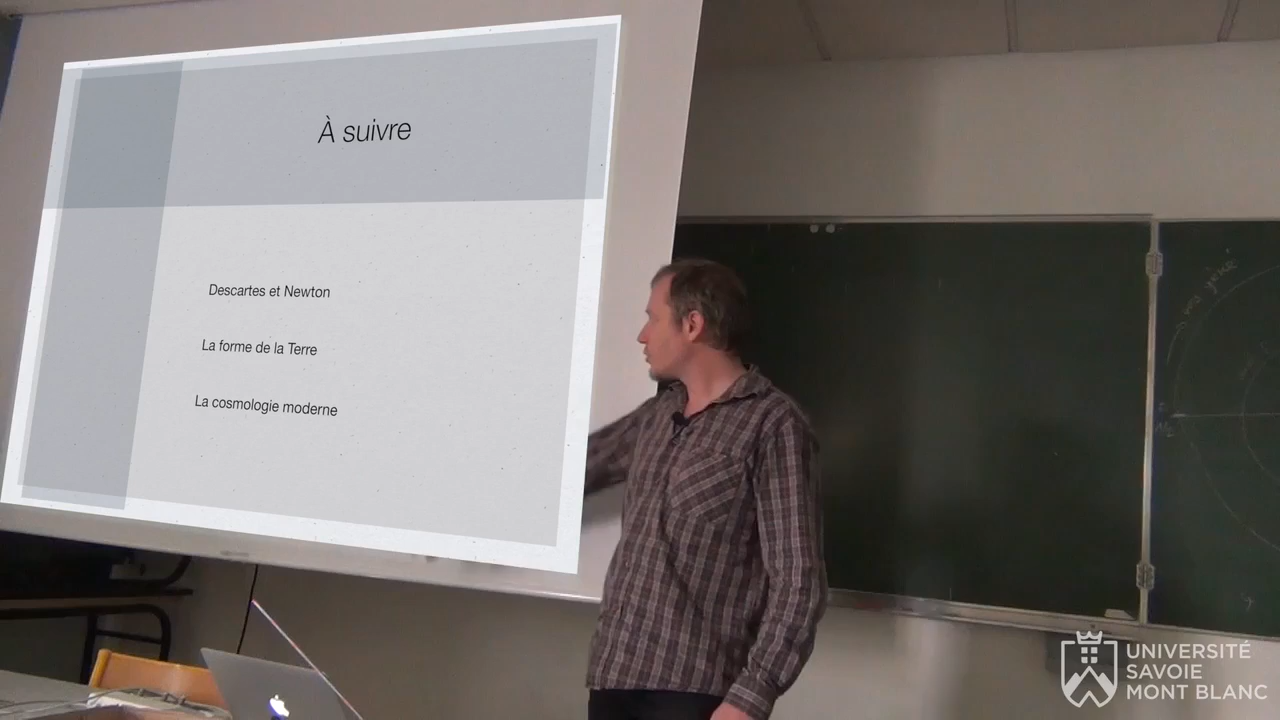 À suivre
Descartes et Newton
La forme de la Terre
La cosmologie moderne
UNIVERSITÉ
SAVOIE
MONT BLANC